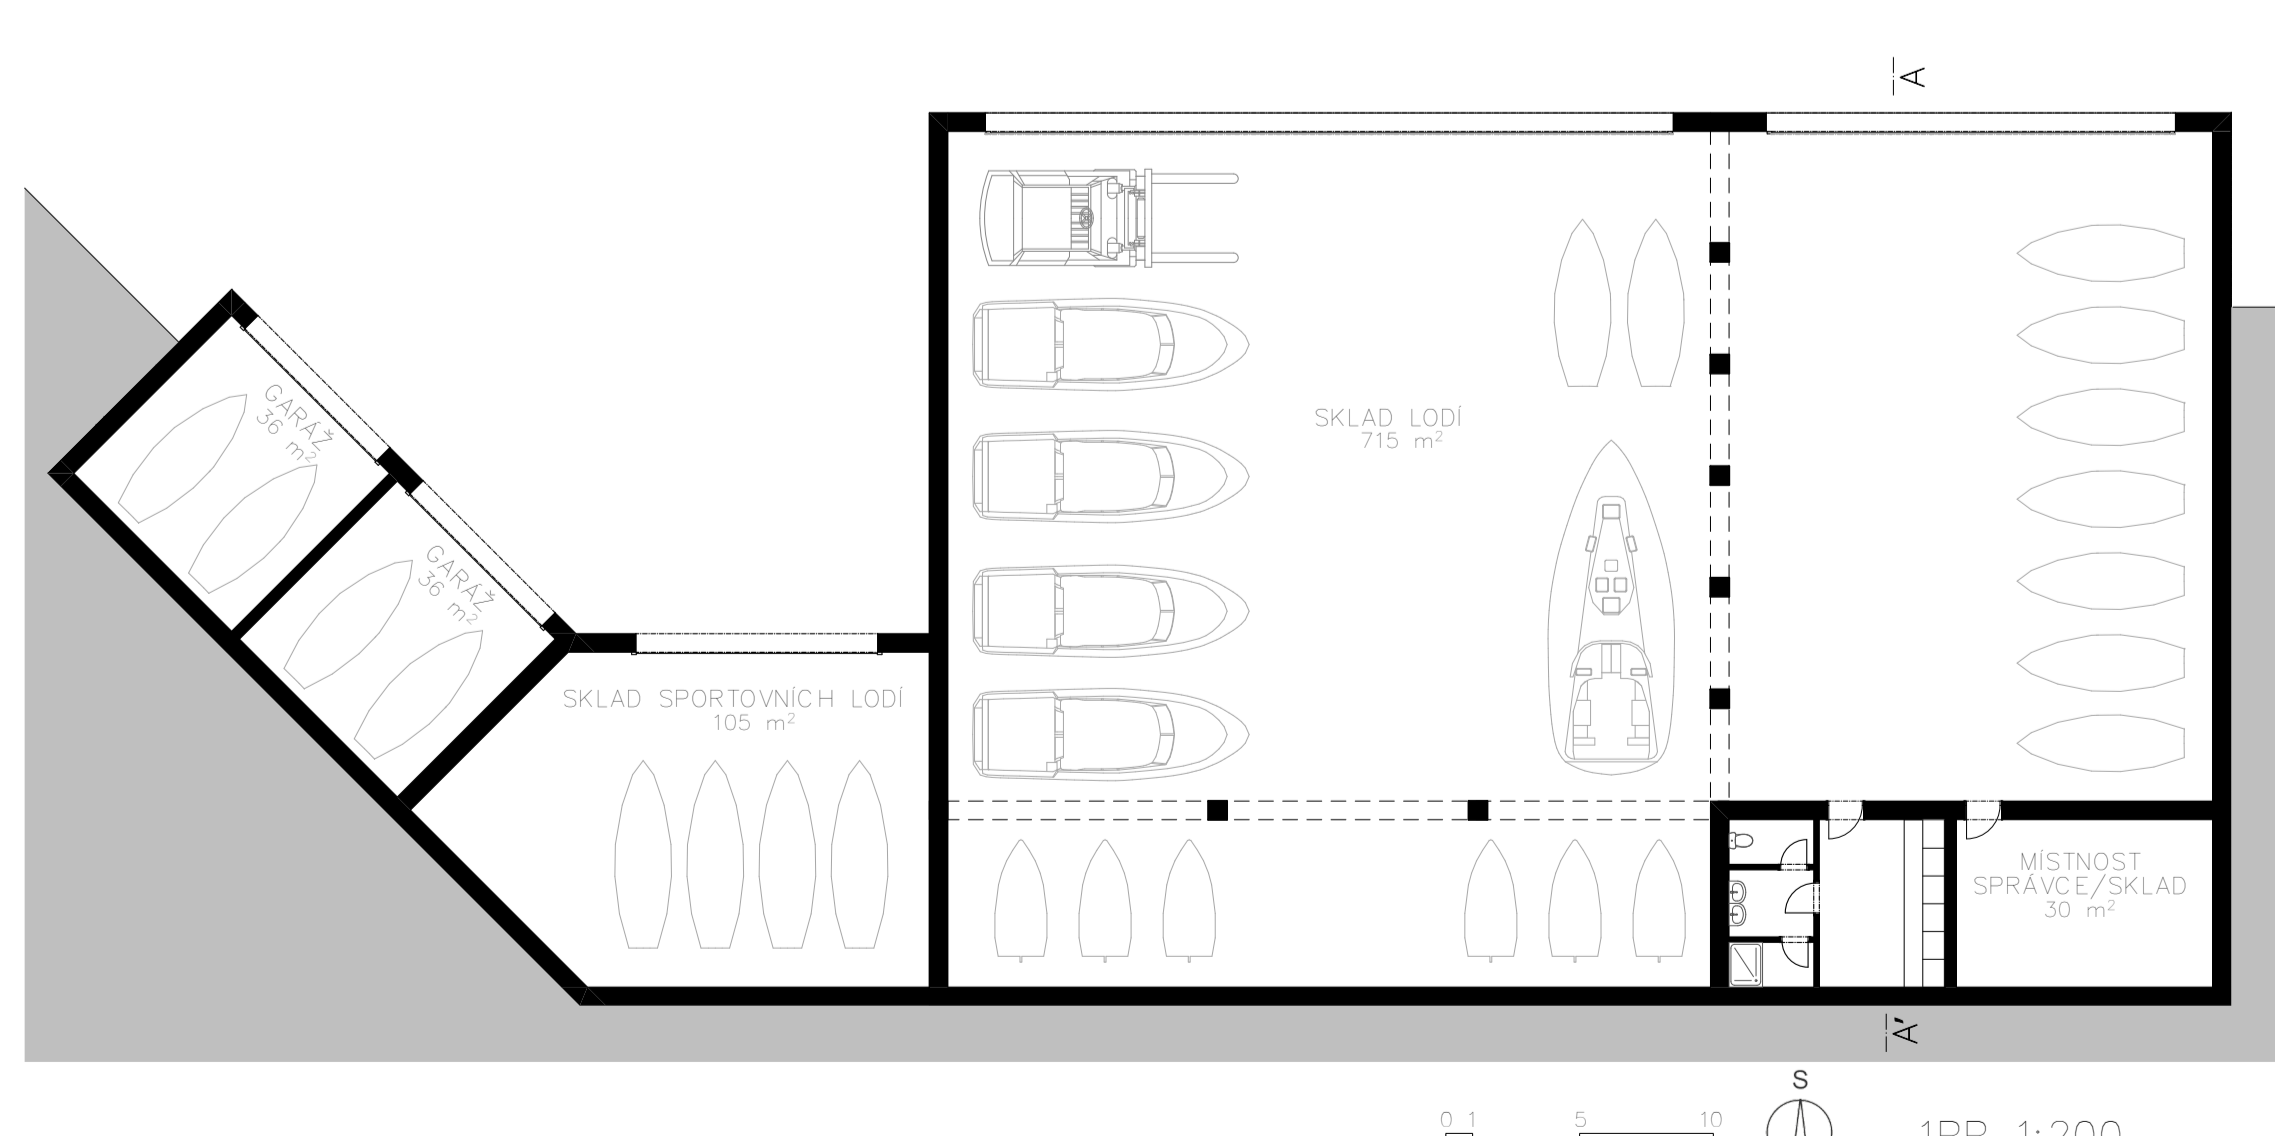 A
GARÁŽ
36 m²
GARÁŽ
36 m²
SKLAD LODÍ
715 m²
SKLAD SPORTOVNÍCH LODÍ
105 m²
MÍSTNOST
SPRÁVCE/SKLAD
30 m²
A'
S
0 1 5 10
1PP 1:200